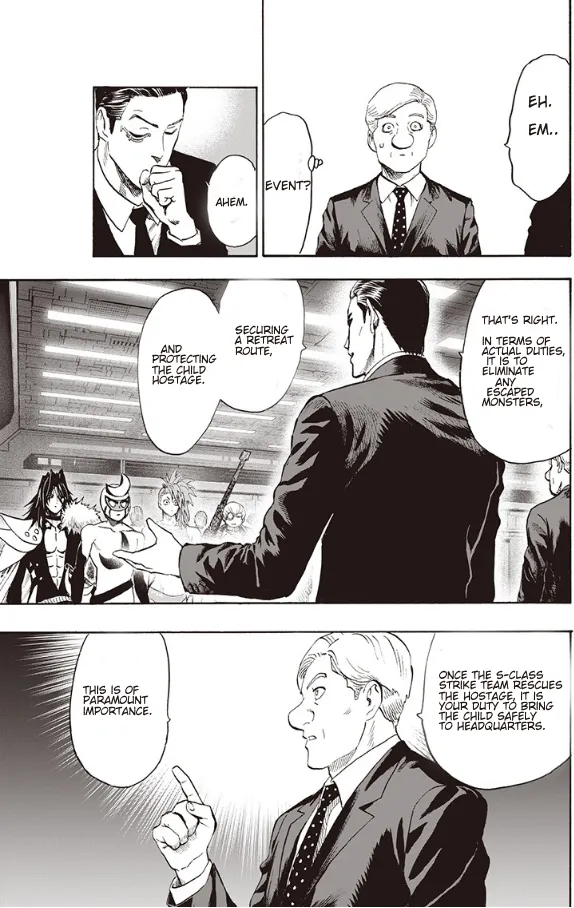 EH.
EM..
EVENT?
AHEM.
THAT'S RIGHT.
IN TERMS OF
ACTUAL DUTIES,
IT IS TO
ELIMINATE
ANY
ESCAPED
MONSTERS,
SECURING
A RETREAT
ROUTE,
AND
PROTECTING
THE CHILD
HOSTAGE.
ONCE THE S-CLASS
STRIKE TEAM RESCUES
THE HOSTAGE, IT IS
YOUR DUTY TO BRING
THE CHILD SAFELY
TO HEADQUARTERS.
THIS IS OF
PARAMOUNT
IMPORTANCE.